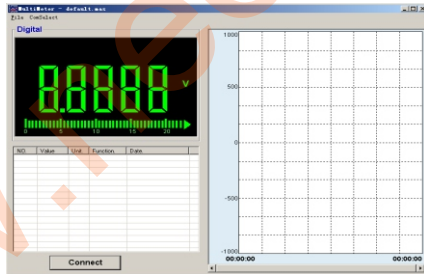 MultiMeter - default.mas
File ComSelect
Digital
8.8888 V
0 5 10 15 20
NO. Value Unit Function Date
Connect
1000
500
0
-500
-1000
00:00:00 00:00:00